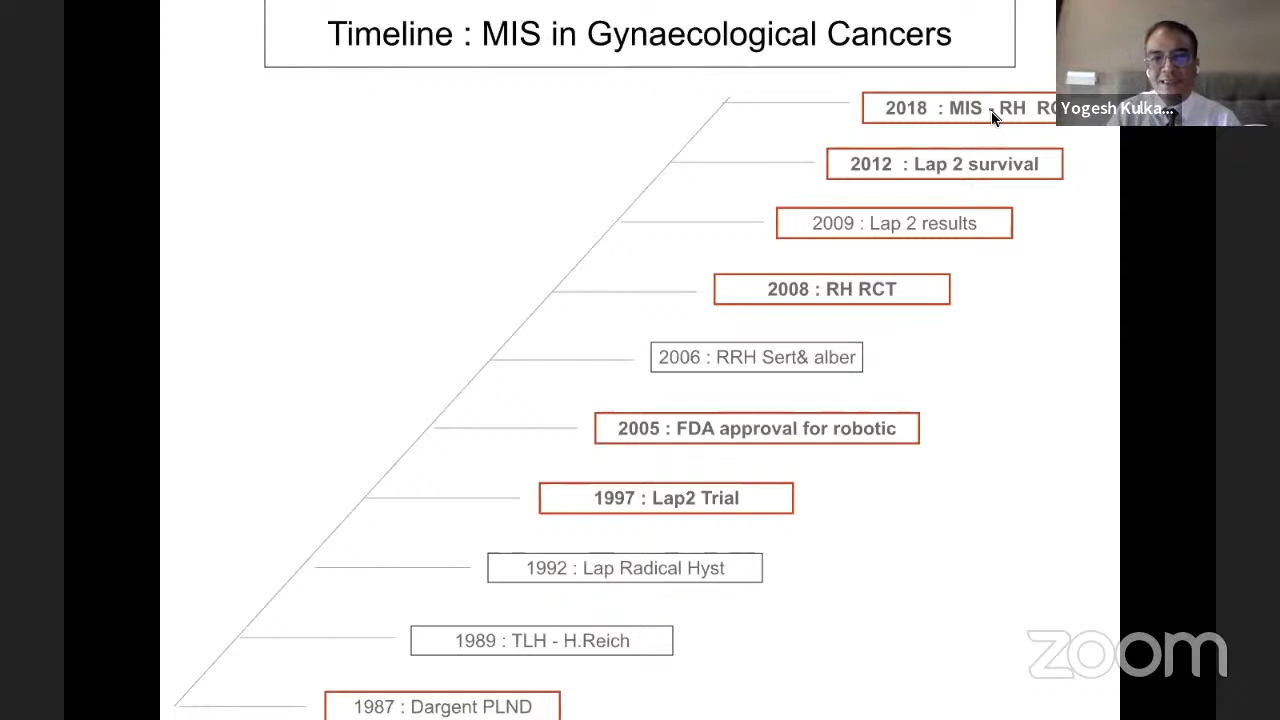 Timeline : MIS in Gynaecological Cancers
2018 : MIS - RH RC
Yogesh Kulka...
2012 : Lap 2 survival
2009 : Lap 2 results
2008 : RH RCT
2006 : RRH Sert& alber
2005 : FDA approval for robotic
1997 : Lap2 Trial
1992 : Lap Radical Hyst
1989 : TLH - H.Reich
zoom
1987 : Dargent PLND